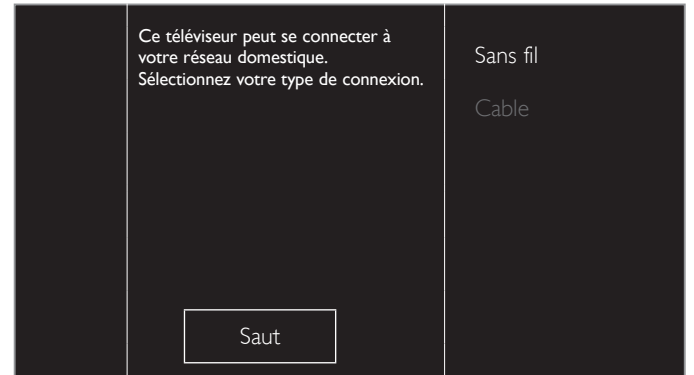 Ce téléviseur peut se connecter à
votre réseau domestique.
Sélectionnez votre type de connexion.
Sans fil
Cable
Saut